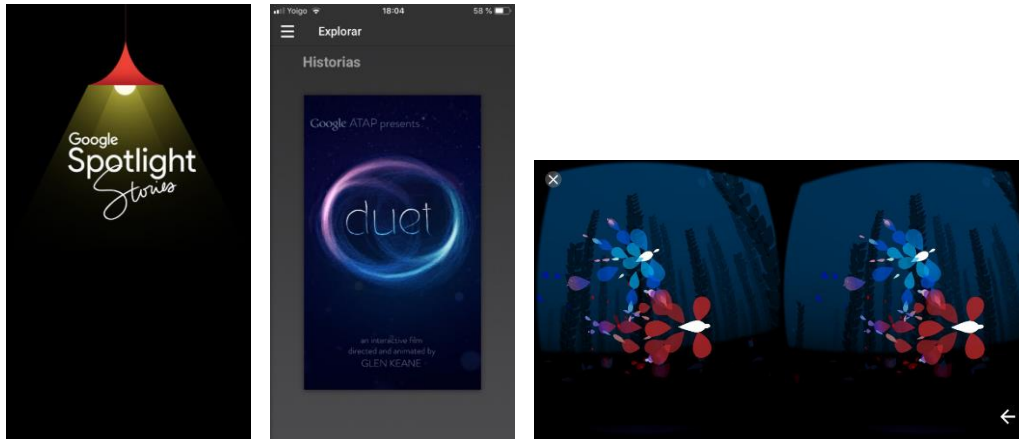 Google
Spotlight
Stories
Yoigo 18:04 58 %
Explorar
Historias
Google ATAP presents
duet
an interactive film
directed and animated by
GLEN KEANE